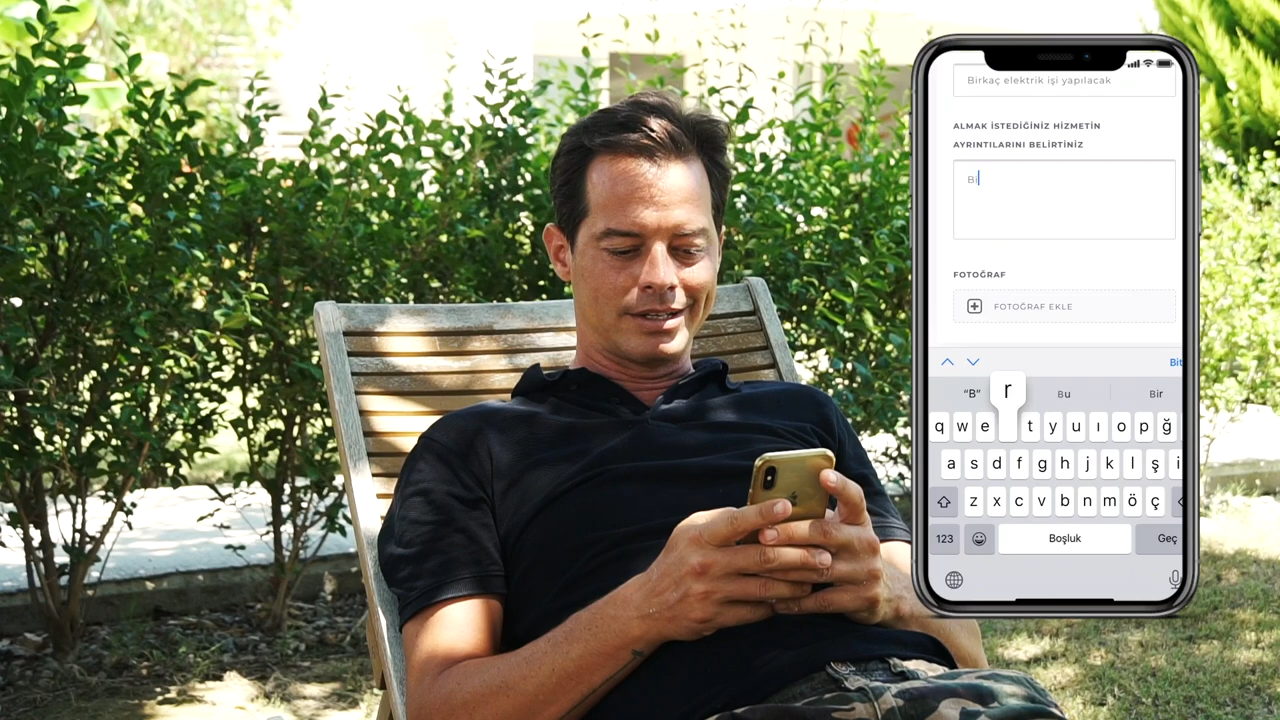 Birkaç elektrik işi yapılacak
ALMAK İSTEDİĞİNİZ HİZMETİN
AYRINTILARINI BELİRTİNİZ
Bi
FOTOĞRAF
FOTOĞRAF EKLE
Bit
“B” Bu Bir
r
q w e t y u ı o p ğ
a s d f g h j k l ş i
z x c v b n m ö ç
123 Boşluk Geç